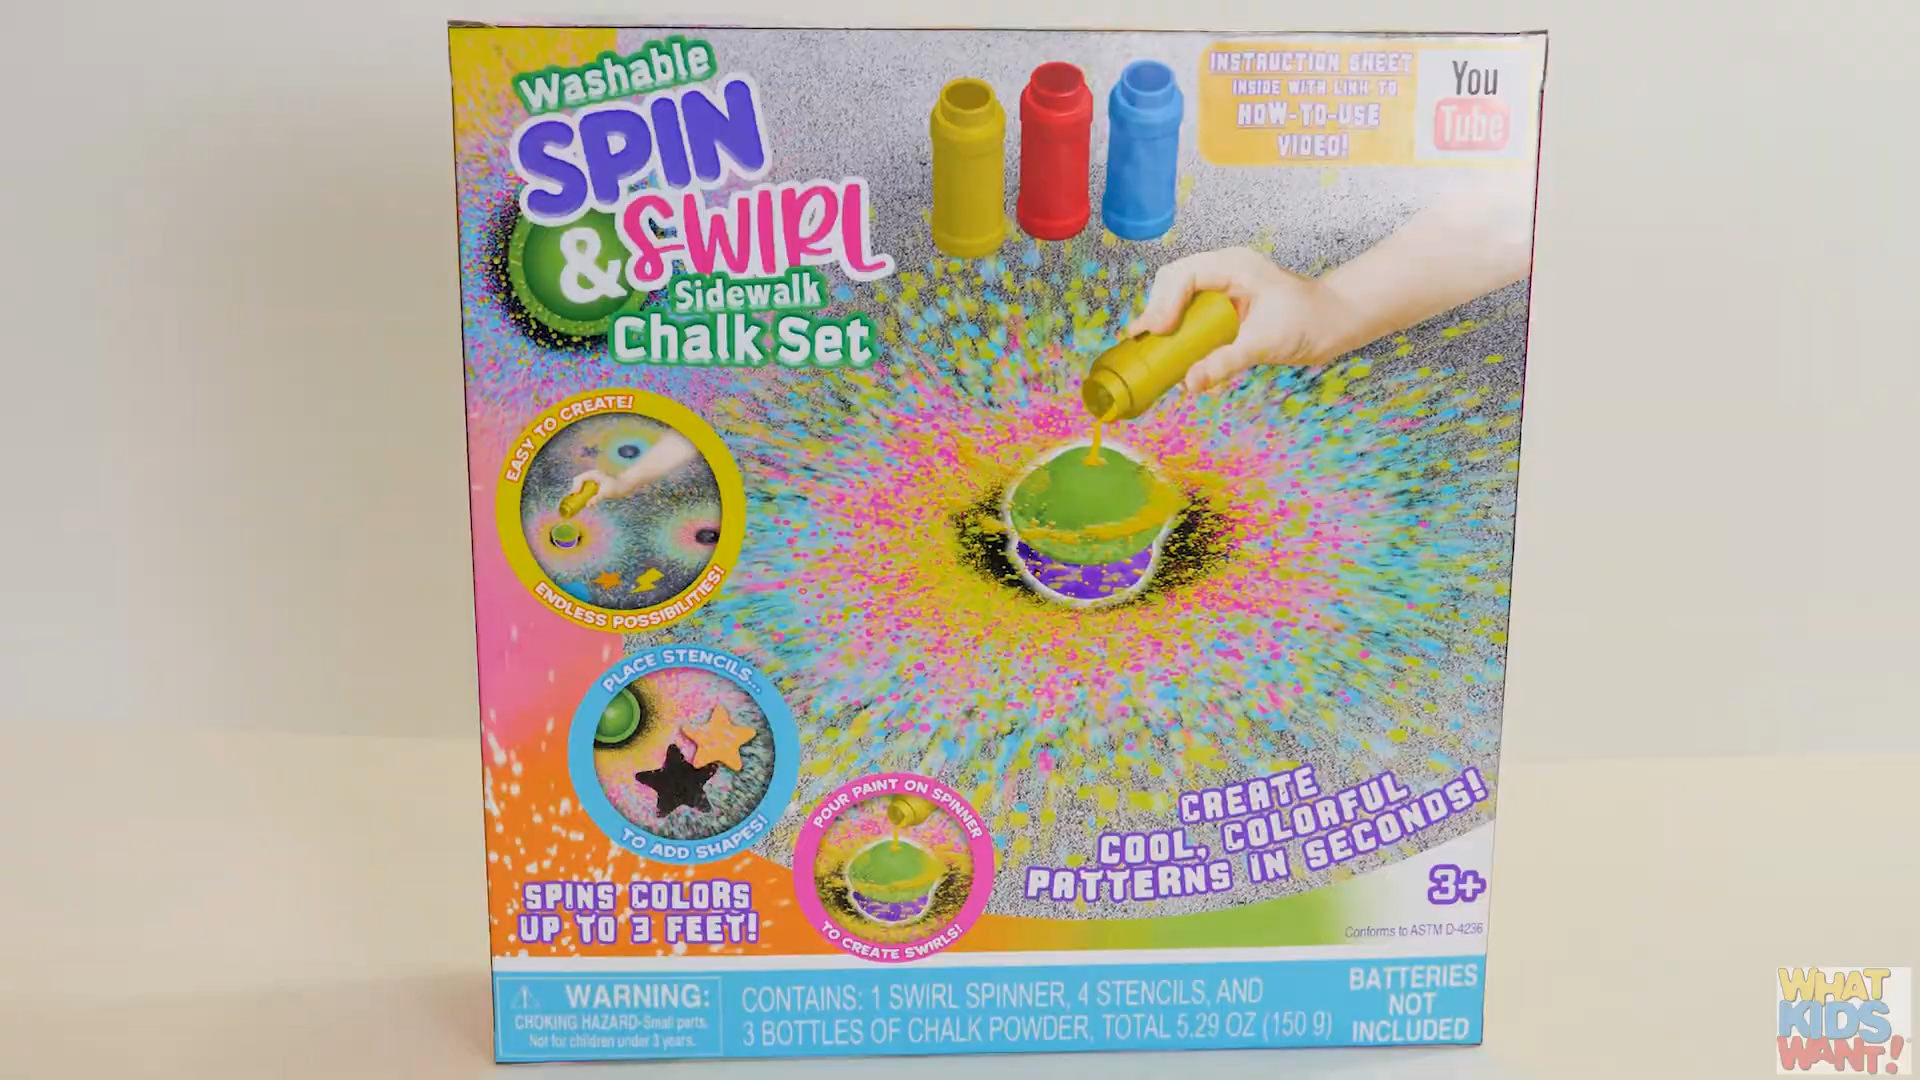 Washable
SPIN
& SWIRL
Sidewalk
Chalk Set
INSTRUCTION SHEET
INSIDE WITH LINK TO
HOW-TO-USE
VIDEO!
You
Tube
EASY TO CREATE!
ENDLESS POSSIBILITIES!
PLACE STENCILS...
TO ADD SHAPES!
POUR PAINT ON SPINNER
TO CREATE SWIRLS!
SPINS COLORS
UP TO 3 FEET!
CREATE
COOL, COLORFUL
PATTERNS IN SECONDS!
3+
Conforms to ASTM D-4236
WARNING:
CHOKING HAZARD-Small parts.
Not for children under 3 years.
CONTAINS: 1 SWIRL SPINNER, 4 STENCILS, AND
3 BOTTLES OF CHALK POWDER, TOTAL 5.29 OZ (150 g)
BATTERIES
NOT
INCLUDED
WHAT
KIDS
WANT!